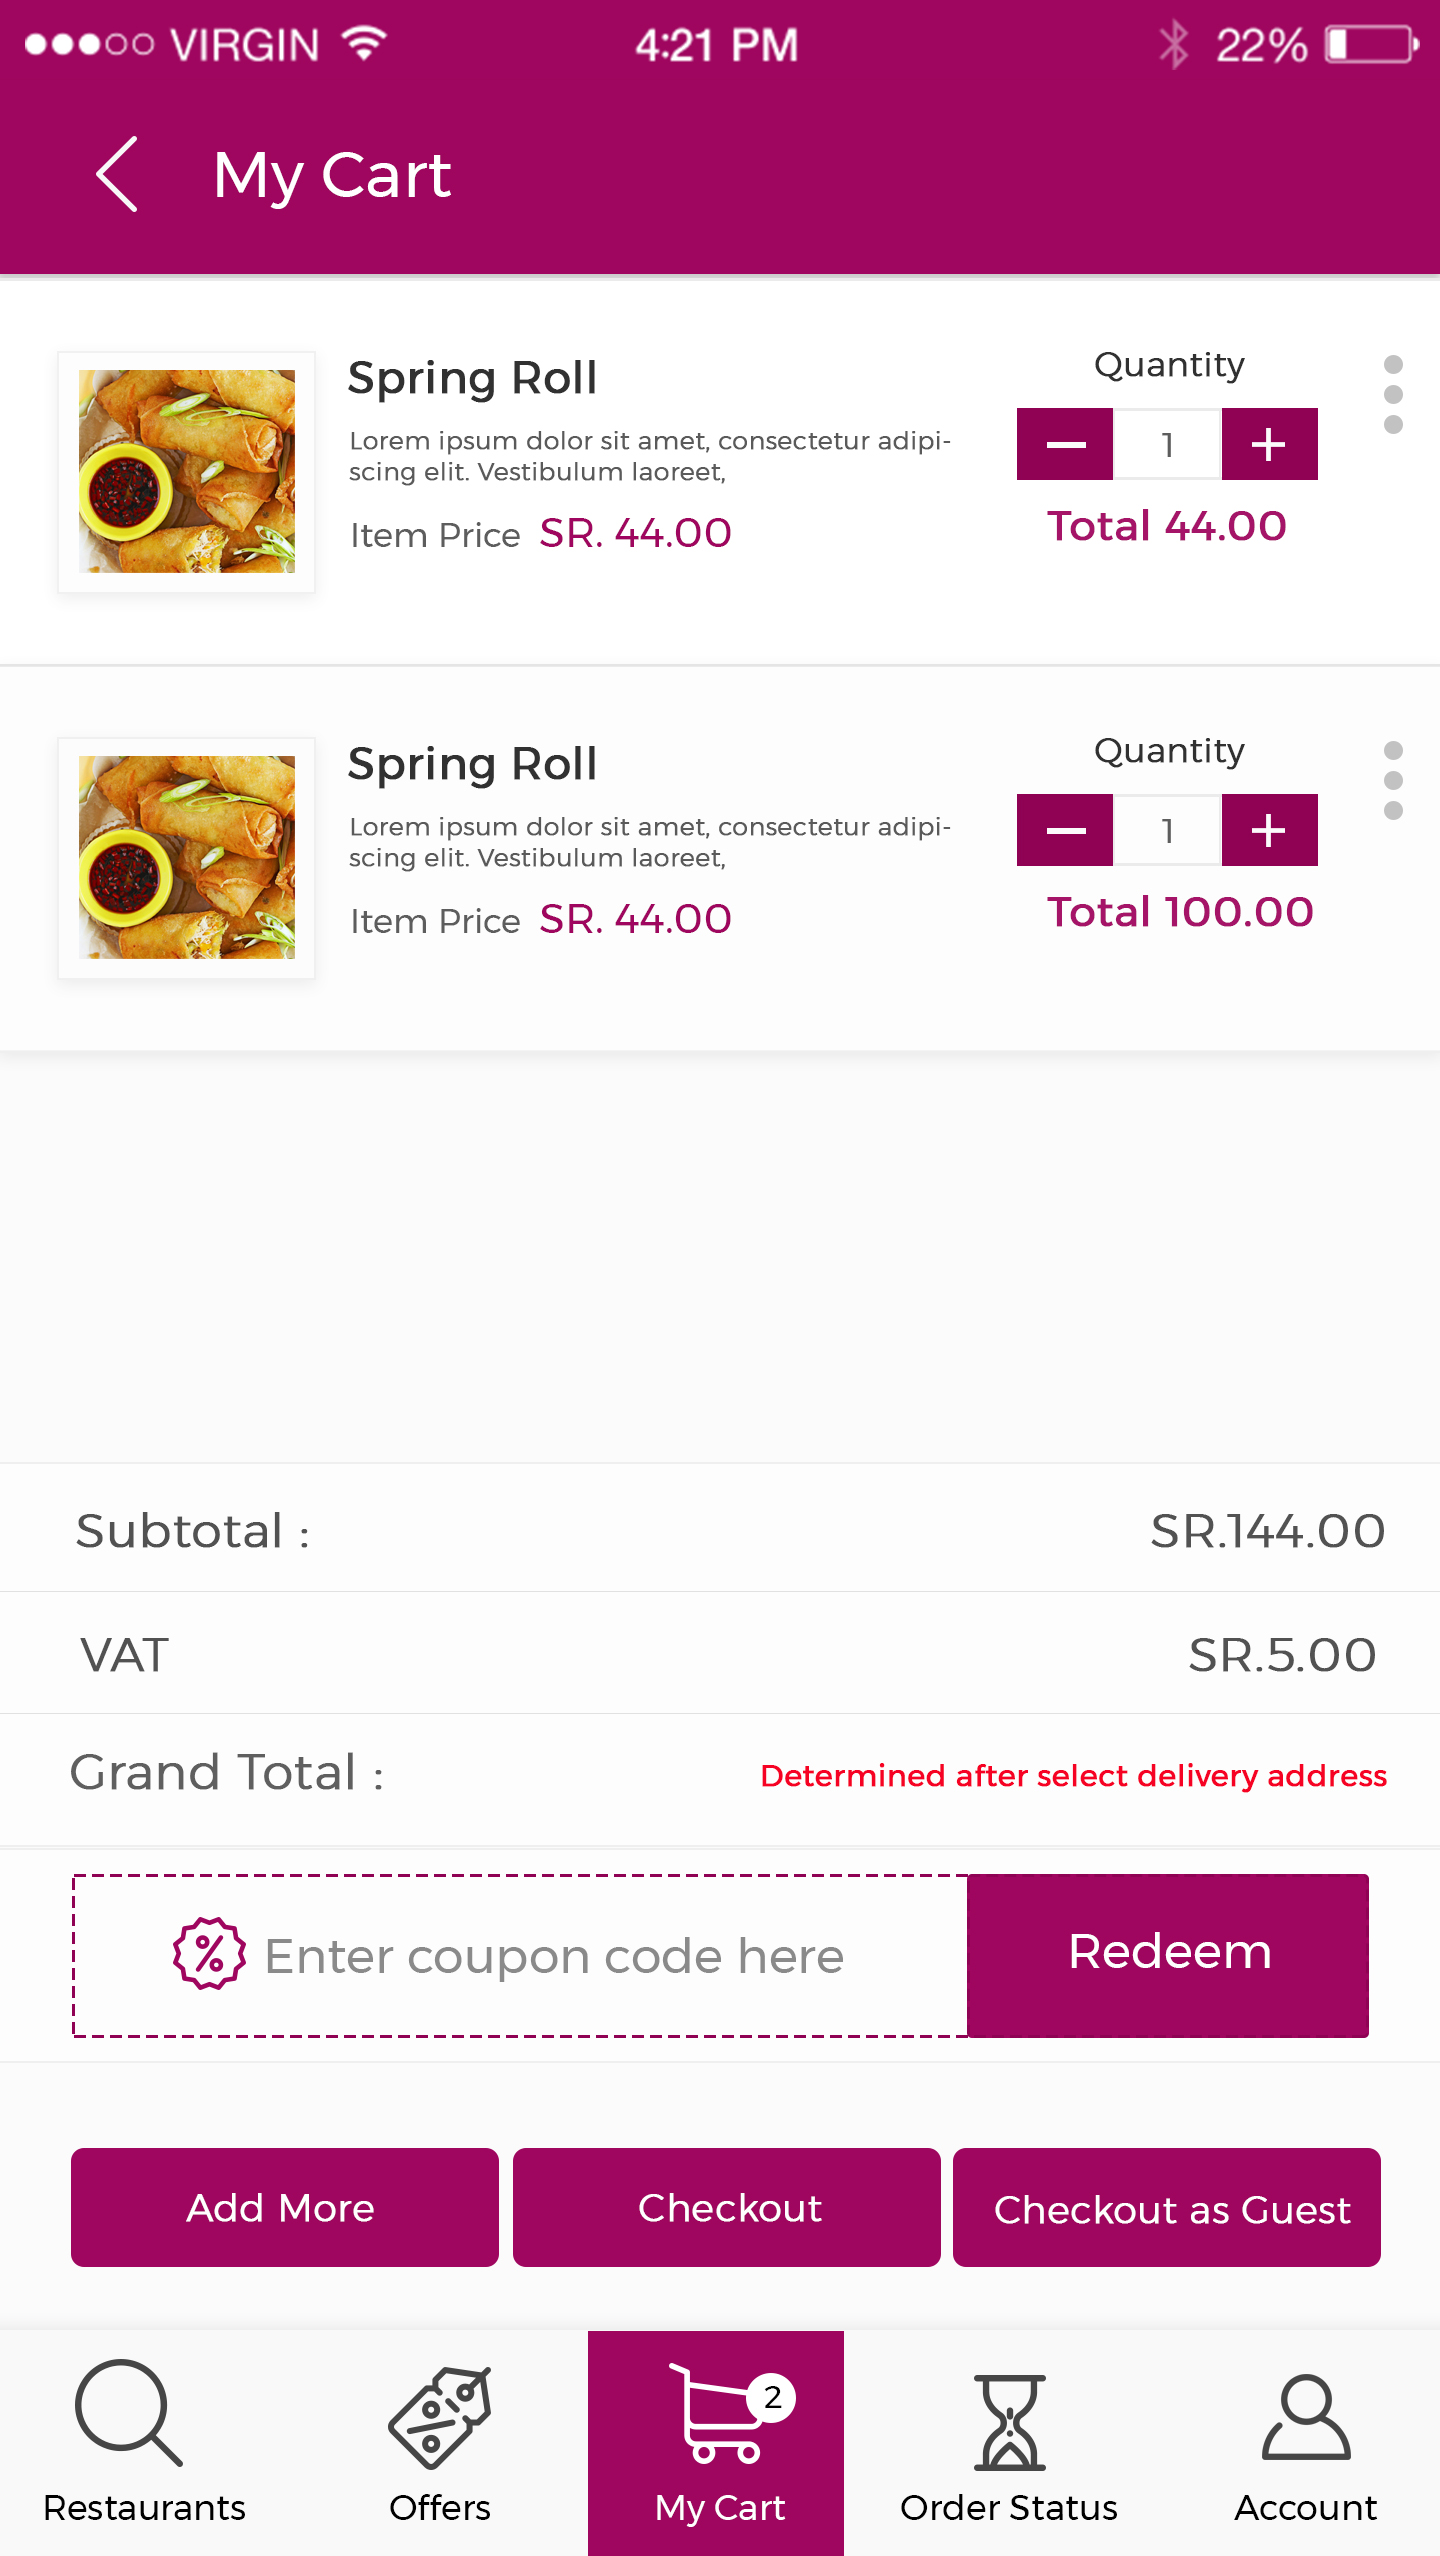 VIRGIN 4:21 PM 22%
My Cart
Spring Roll
Lorem ipsum dolor sit amet, consectetur adipi-
scing elit. Vestibulum laoreet,
Item Price SR. 44.00
Quantity
1
Total 44.00
Spring Roll
Lorem ipsum dolor sit amet, consectetur adipi-
scing elit. Vestibulum laoreet,
Item Price SR. 44.00
Quantity
1
Total 100.00
Subtotal : SR.144.00
VAT SR.5.00
Grand Total : Determined after select delivery address
Enter coupon code here Redeem
Add More Checkout Checkout as Guest
2
Restaurants Offers My Cart Order Status Account